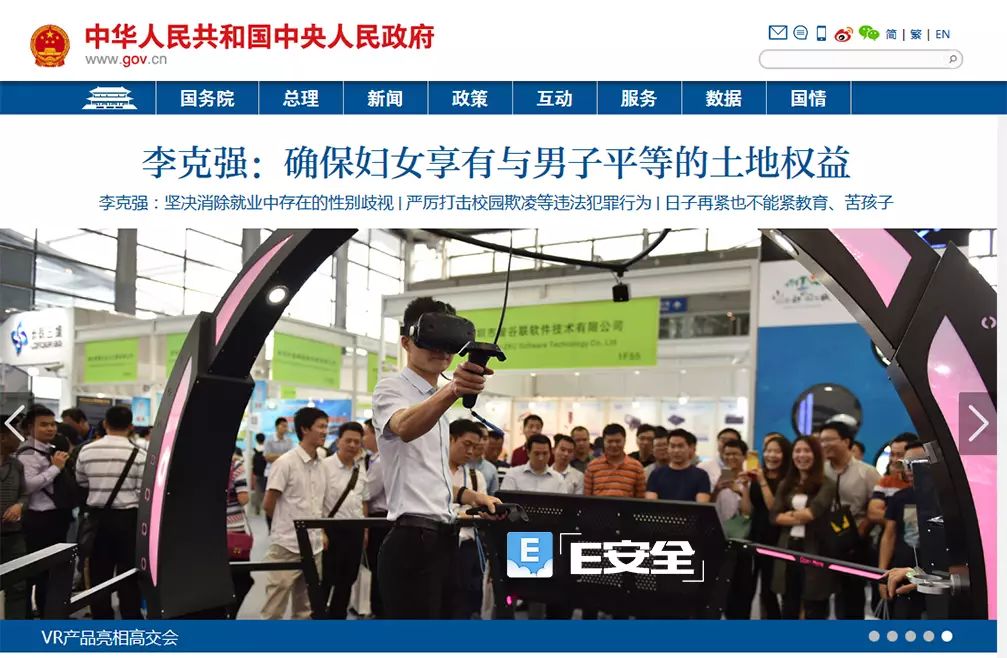 中华人民共和国中央人民政府
www.gov.cn
简 | 繁 | EN
国务院 总理 新闻 政策 互动 服务 数据 国情
李克强：确保妇女享有与男子平等的土地权益
李克强：坚决消除就业中存在的性别歧视 | 严厉打击校园欺凌等违法犯罪行为 | 日子再紧也不能紧教育、苦孩子
谷联软件技术有限公司
Software Technology Co., Ltd
1F55
E E安全
VR产品亮相高交会